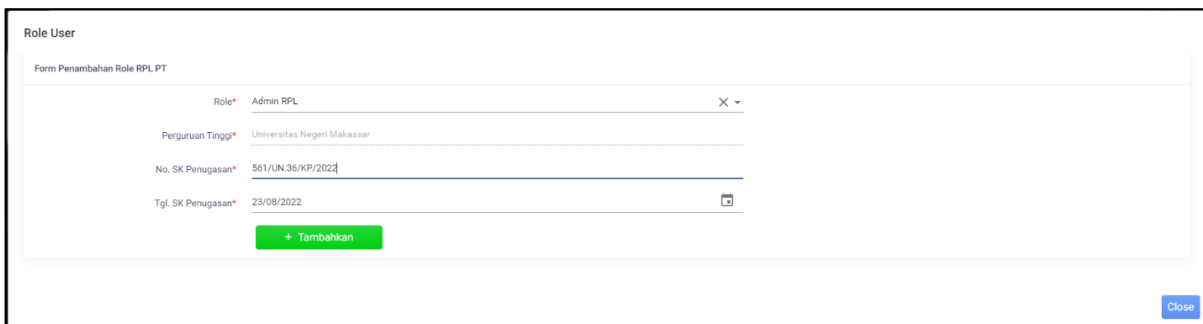 Role User
Form Penambahan Role RPL PT
Role* Admin RPL
Perguruan Tinggi* Universitas Negeri Makassar
No. SK Penugasan* 561/UN.36/KP/2022
Tgl. SK Penugasan* 23/08/2022
+ Tambahkan
Close